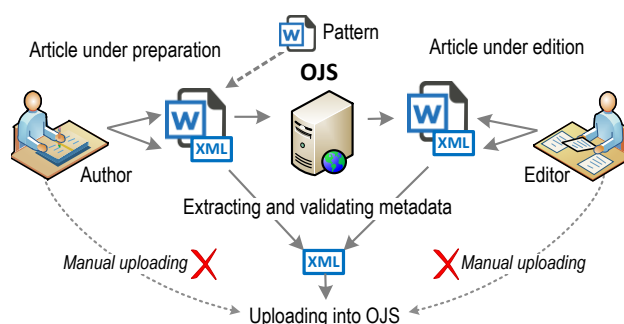 Pattern
Article under preparation
Article under edition
OJS
W
W
W
XML
XML
Author
Editor
Extracting and validating metadata
Manual uploading
XML
Manual uploading
Uploading into OJS